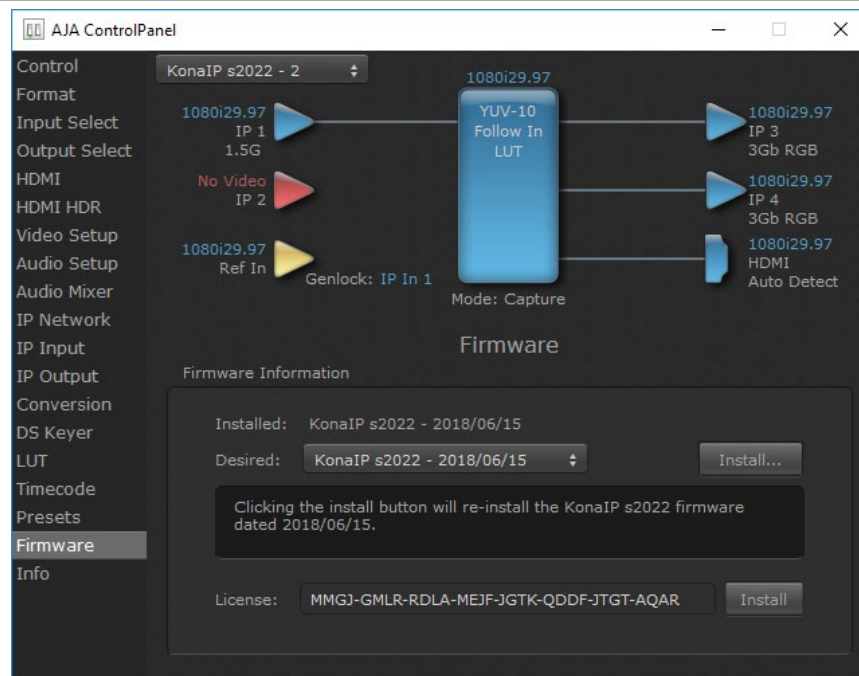 AJA ControlPanel
Control
Format
Input Select
Output Select
HDMI
HDMI HDR
Video Setup
Audio Setup
Audio Mixer
IP Network
IP Input
IP Output
Conversion
DS Keyer
LUT
Timecode
Presets
Firmware
Info
KonaIP s2022 - 2
1080i29.97
1080i29.97
IP 1
1.5G
No Video
IP 2
1080i29.97
Ref In
Genlock: IP In 1
YUV-10
Follow In
LUT
Mode: Capture
1080i29.97
IP 3
3Gb RGB
1080i29.97
IP 4
3Gb RGB
1080i29.97
HDMI
Auto Detect
Firmware
Firmware Information
Installed: KonaIP s2022 - 2018/06/15
Desired: KonaIP s2022 - 2018/06/15 Install...
Clicking the install button will re-install the KonaIP s2022 firmware
dated 2018/06/15.
License: MMGJ-GMLR-RDLA-MEJF-JGTK-QDDF-JTGT-AQAR Install